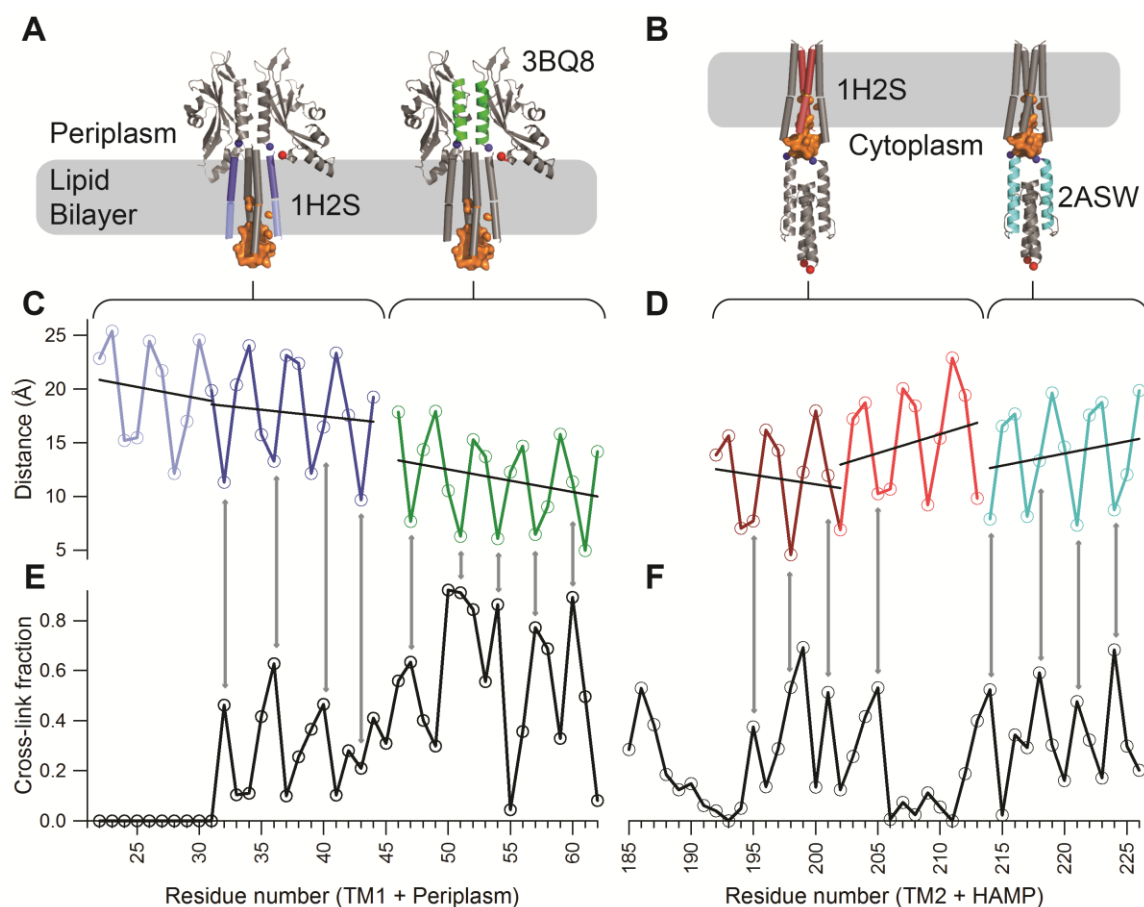 A
B
3BQ8
1H2S
Periplasm
Cytoplasm
Lipid
Bilayer
1H2S
2ASW
C
D
25
20
15
10
5
Distance (Å)
E
F
0.8
0.6
0.4
0.2
0.0
Cross-link fraction
25
30
35
40
45
50
55
60
185
190
195
200
205
210
215
220
225
Residue number (TM1 + Periplasm)
Residue number (TM2 + HAMP)